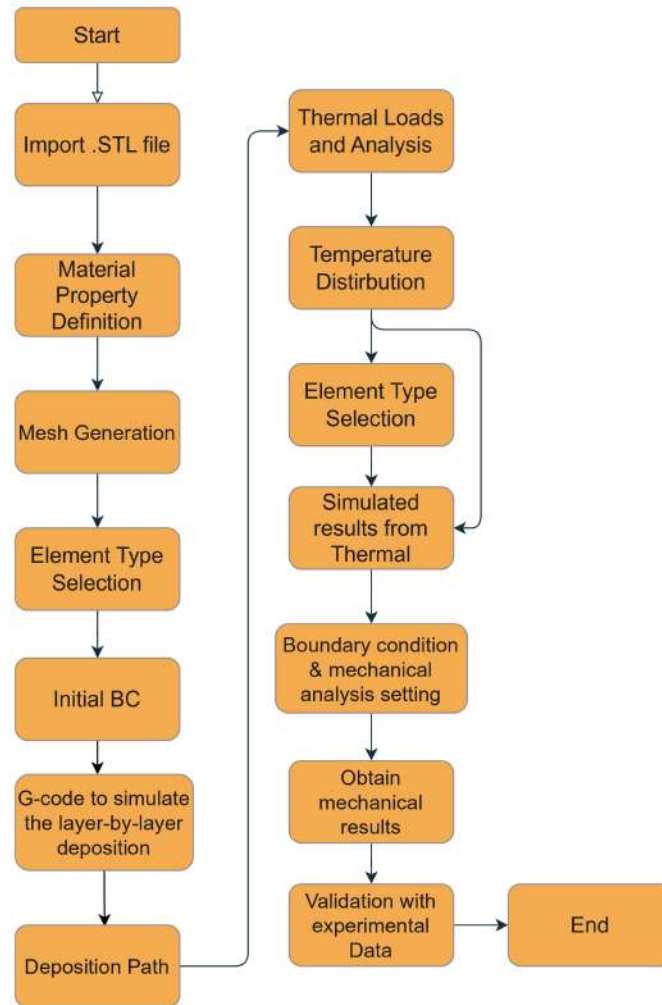 Start
Import .STL file
Material
Property
Definition
Mesh Generation
Element Type
Selection
Initial BC
G-code to simulate
the layer-by-layer
deposition
Deposition Path
Thermal Loads
and Analysis
Temperature
Distirbution
Element Type
Selection
Simulated
results from
Thermal
Boundary condition
& mechanical
analysis setting
Obtain
mechanical
results
Validation with
experimental
Data
End